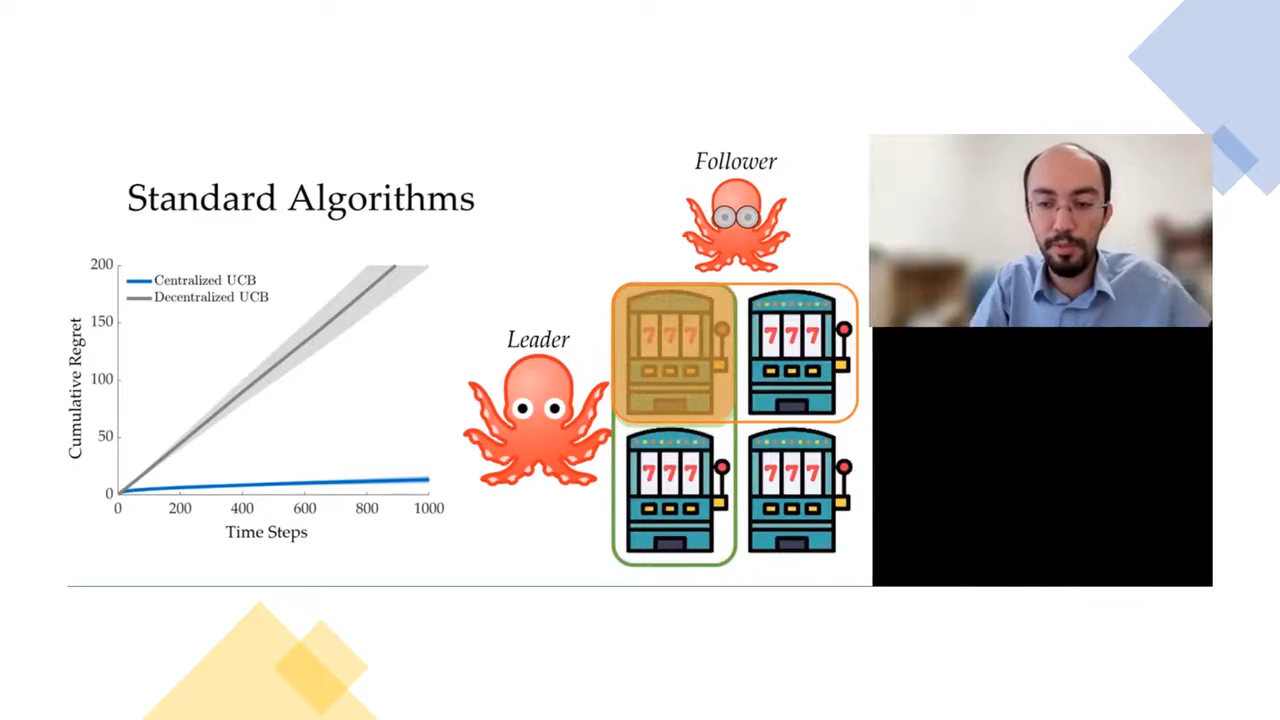 Standard Algorithms
200
150
100
50
0
Cumulative Regret
Centralized UCB
Decentralized UCB
0 200 400 600 800 1000
Time Steps
Follower
Leader
777
777
777
777